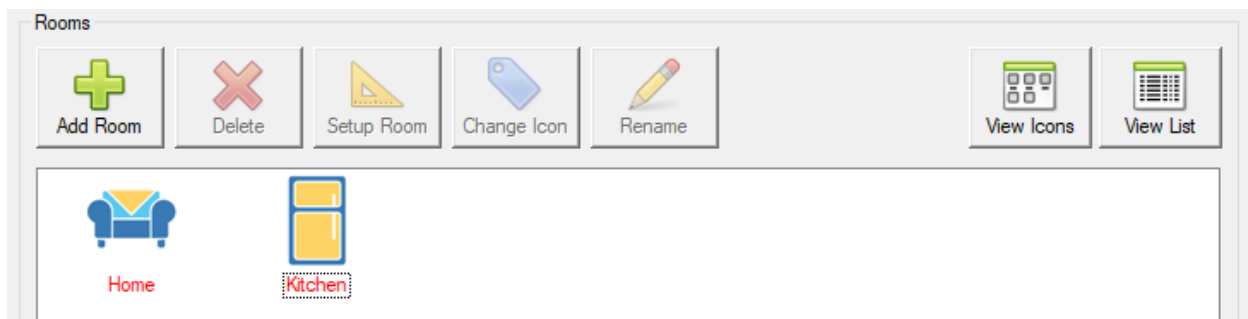 Rooms
Add Room
Delete
Setup Room
Change Icon
Rename
View Icons
View List
Home
Kitchen